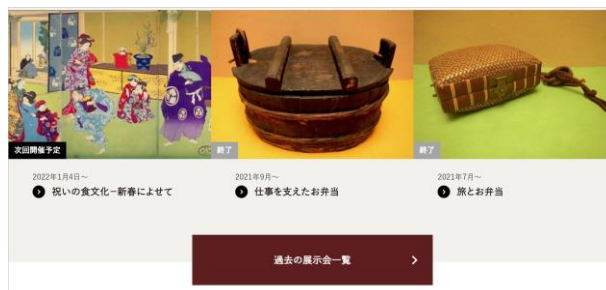 次回開催予定
終了
終了
2022年1月4日～
祝いの食文化−新春によせて
2021年9月～
仕事を支えたお弁当
2021年7月～
旅とお弁当
過去の展示会一覧